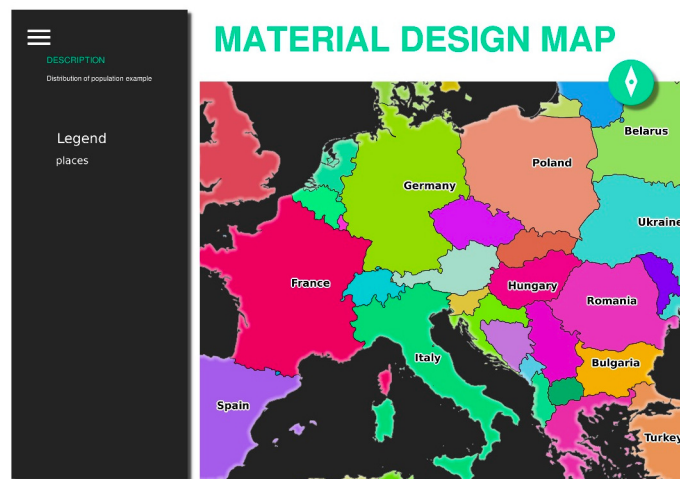 MATERIAL DESIGN MAP
DESCRIPTION
Distribution of population example
Legend
places
Belarus
Poland
Germany
Ukraine
France
Hungary
Romania
Italy
Bulgaria
Spain
Turkey